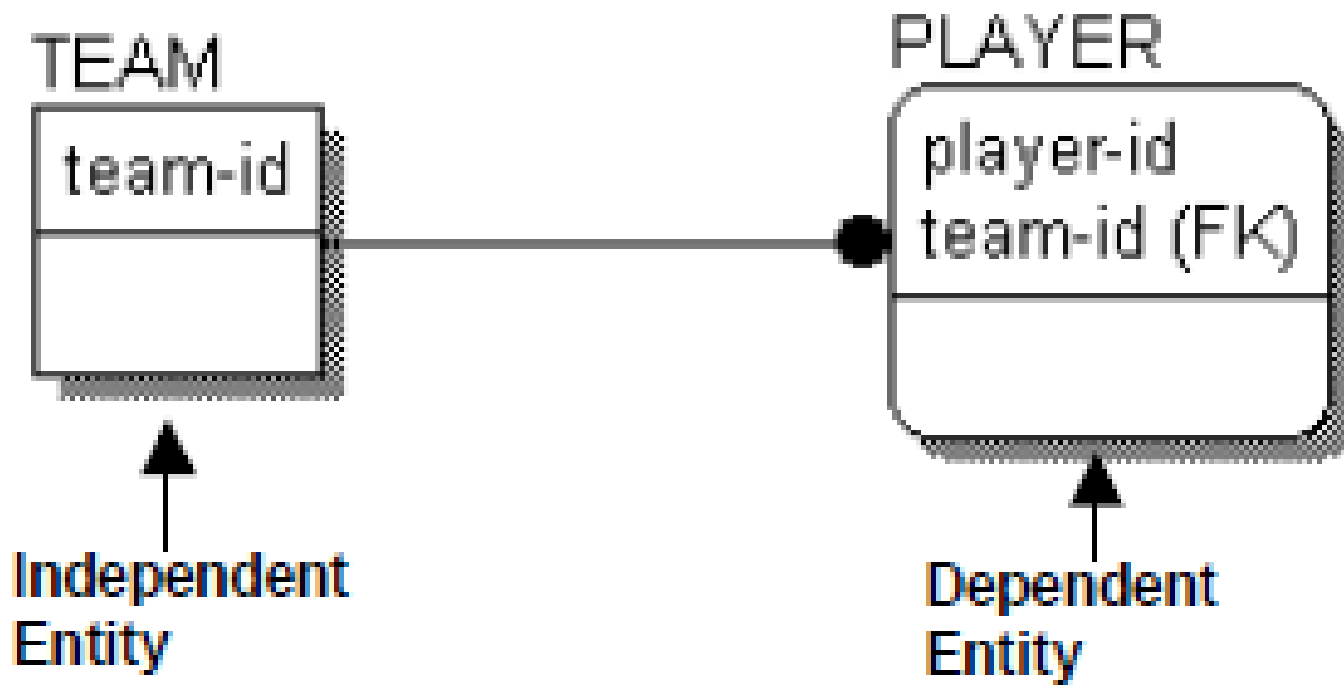 TEAM
team-id
PLAYER
player-id
team-id (FK)
Independent
Entity
Dependent
Entity